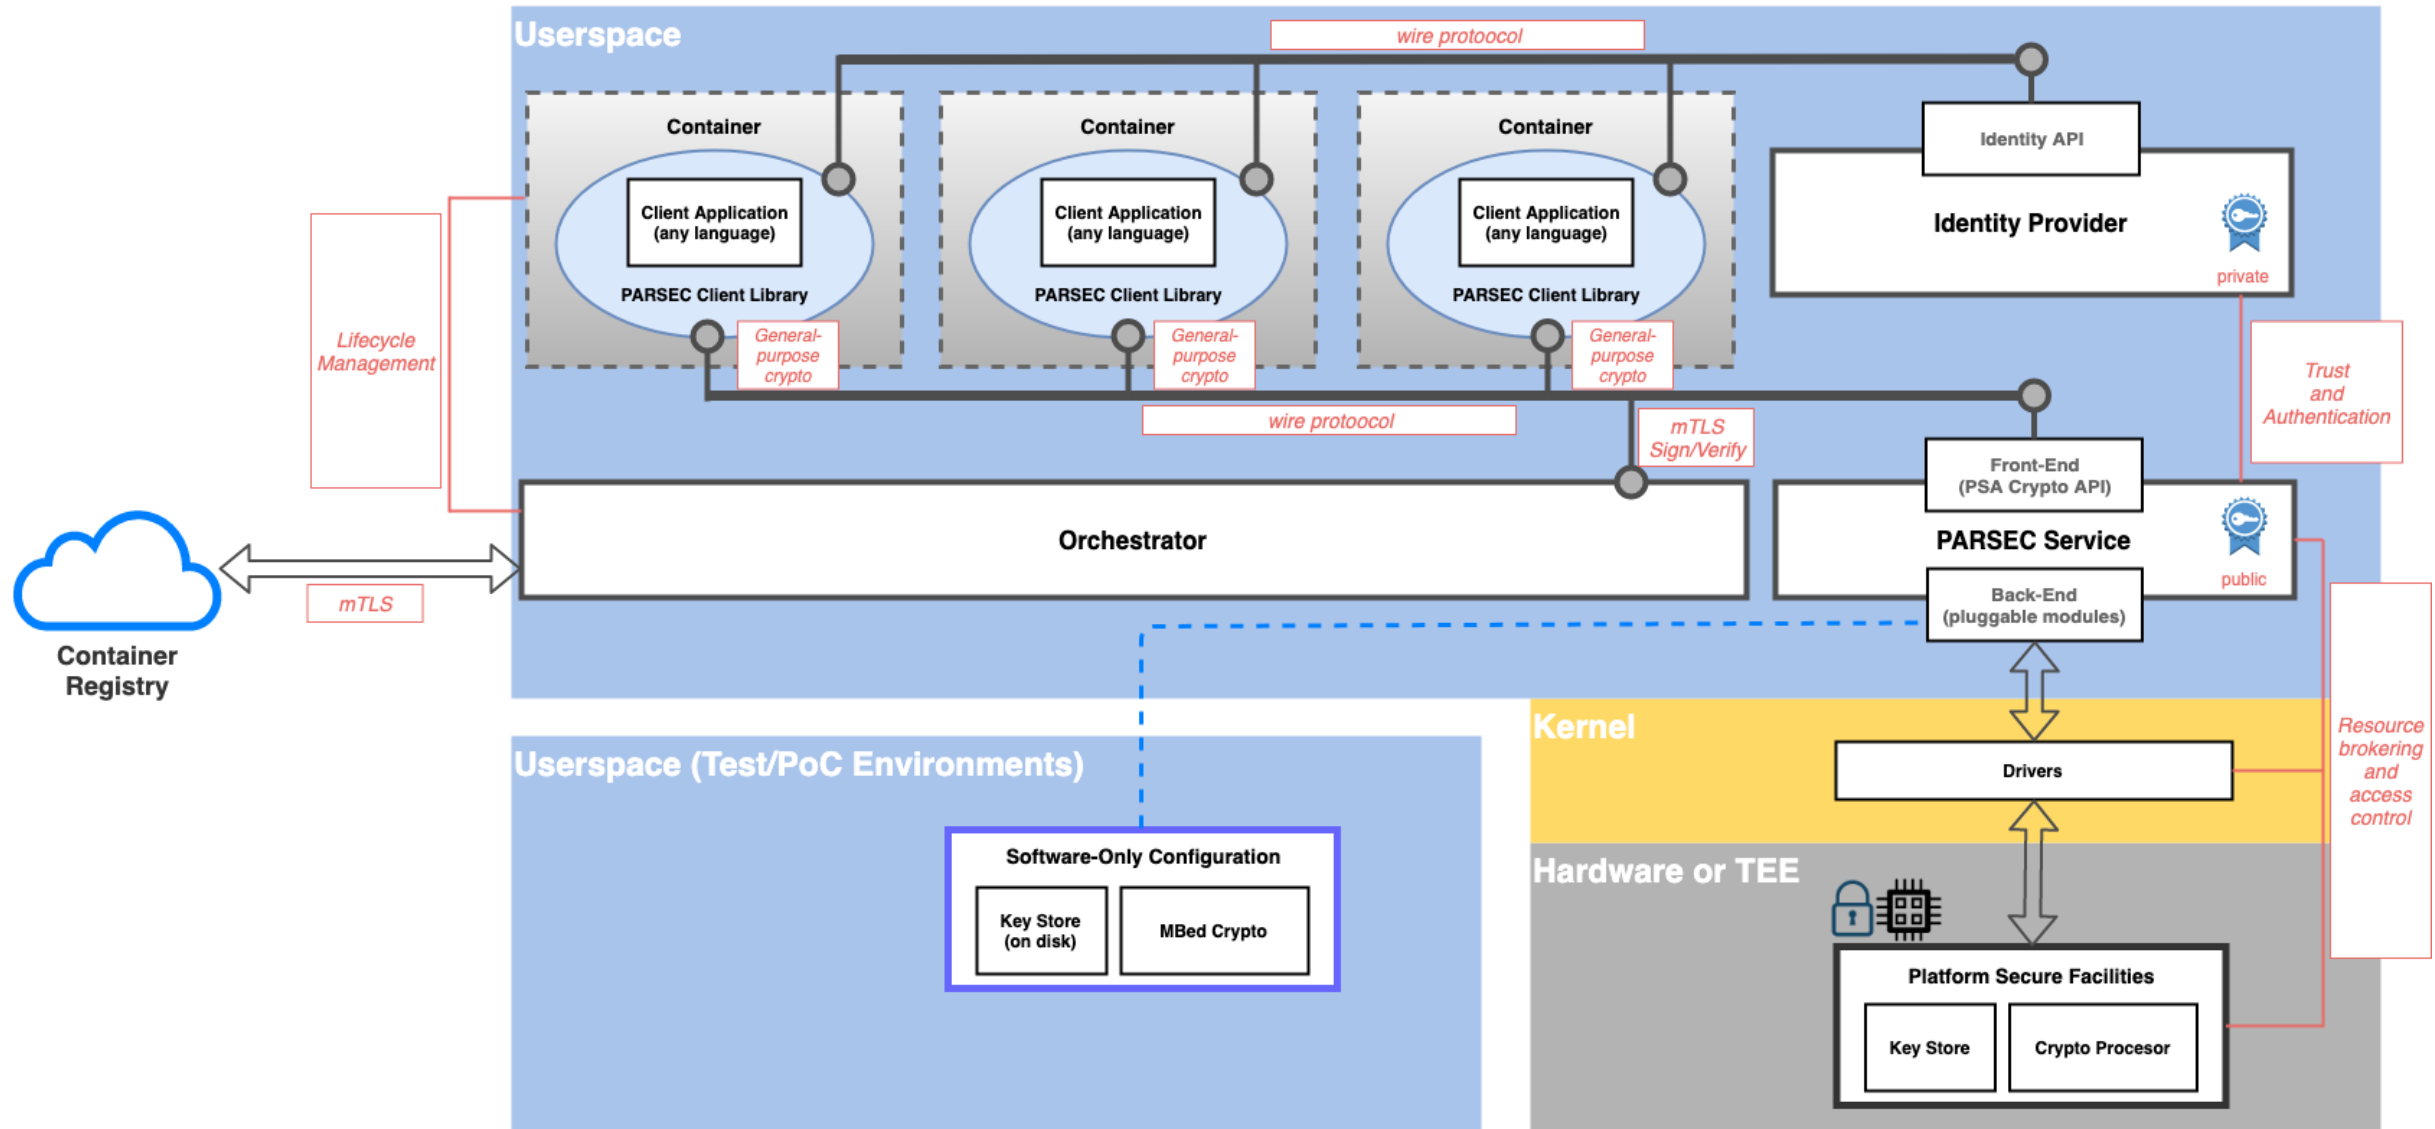 Userspace
wire protoocol
Container
Container
Container
Identity API
Client Application
(any language)
Client Application
(any language)
Client Application
(any language)
Identity Provider
private
PARSEC Client Library
PARSEC Client Library
PARSEC Client Library
Lifecycle
Management
General-
purpose
crypto
General-
purpose
crypto
General-
purpose
crypto
Trust
and
Authentication
wire protoocol
mTLS
Sign/Verify
Front-End
(PSA Crypto API)
Orchestrator
PARSEC Service
public
mTLS
Back-End
(pluggable modules)
Container
Registry
Kernel
Userspace (Test/PoC Environments)
Drivers
Resource
brokering
and
access
control
Software-Only Configuration
Key Store
(on disk)
MBed Crypto
Hardware or TEE
Platform Secure Facilities
Key Store
Crypto Procesor